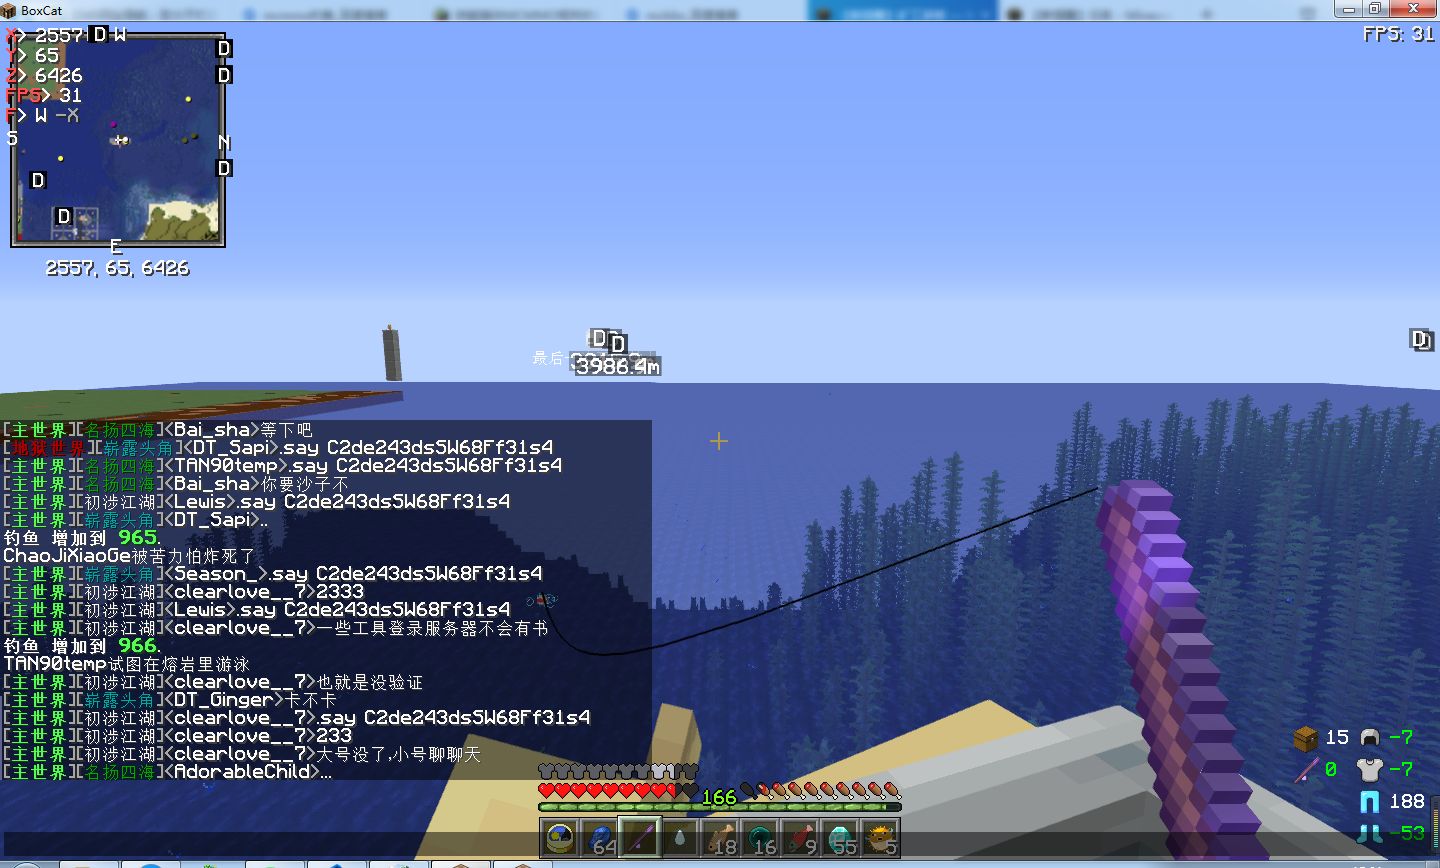 BoxCat
X> 2557
D W
D
Y> 65
D
Z> 6426
FPS> 31
F> W -X
S
N
D
D
D
E
2557, 65, 6426
FPS: 31
D
D
最后
3986.4m
D
[主世界][名扬四海]<Bai_sha>等下吧
[地狱世界][崭露头角]<DT_Sapi>.say C2de243ds5W68Ff31s4
[主世界][名扬四海]<TAN90temp>.say C2de243ds5W68Ff31s4
[主世界][名扬四海]<Bai_sha>你要沙子不
[主世界][初涉江湖]<Lewis>.say C2de243ds5W68Ff31s4
[主世界][崭露头角]<DT_Sapi>..
钓鱼 增加到 965.
ChaoJiXiaoGe被苦力怕炸死了
[主世界][崭露头角]<Season_>.say C2de243ds5W68Ff31s4
[主世界][初涉江湖]<clearlove__7>2333
[主世界][初涉江湖]<Lewis>.say C2de243ds5W68Ff31s4
[主世界][初涉江湖]<clearlove__7>一些工具登录服务器不会有书
钓鱼 增加到 966.
TAN90temp试图在熔岩里游泳
[主世界][初涉江湖]<clearlove__7>也就是没验证
[主世界][崭露头角]<DT_Ginger>卡不卡
[主世界][初涉江湖]<clearlove__7>.say C2de243ds5W68Ff31s4
[主世界][初涉江湖]<clearlove__7>233
[主世界][初涉江湖]<clearlove__7>大号没了,小号聊聊天
[主世界][名扬四海]<AdorableChild>...
166
64
18
16
9
55
5
15
-7
0
-7
188
-53